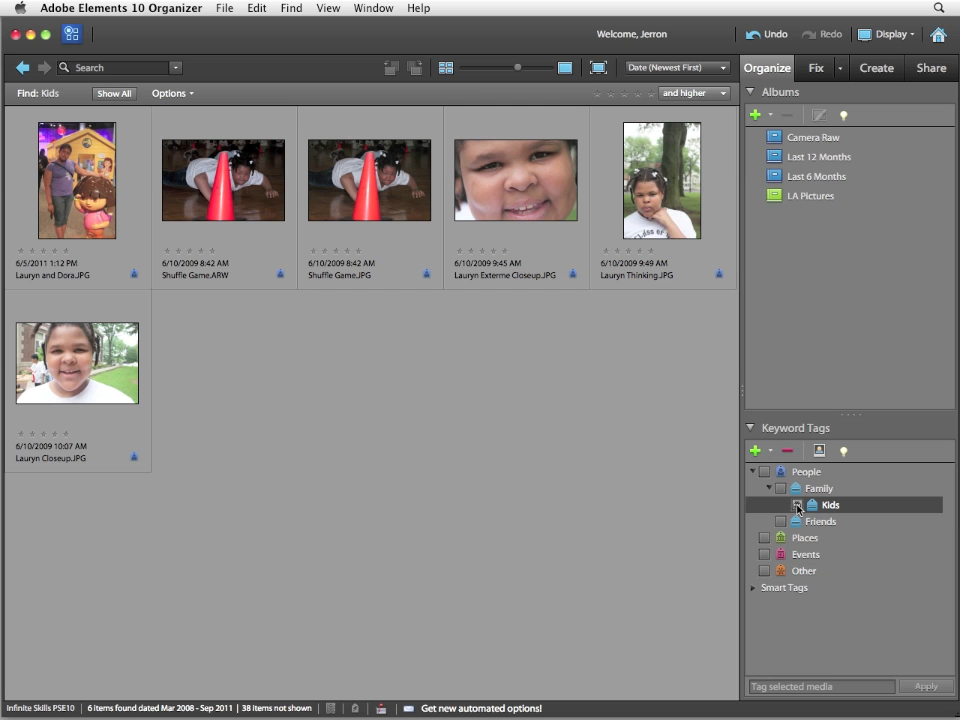 Adobe Elements 10 Organizer File Edit Find View Window Help
Welcome, Jerron Undo Redo Display
Search Date (Newest First) Organize Fix Create Share
Find: Kids Show All Options and higher
Albums
Camera Raw
Last 12 Months
Last 6 Months
LA Pictures
6/5/2011 1:12 PM
Lauryn and Dora.JPG
6/10/2009 8:42 AM
Shuffle Game.ARW
6/10/2009 8:42 AM
Shuffle Game.JPG
6/10/2009 9:45 AM
Lauryn Exterme Closeup.JPG
6/10/2009 9:49 AM
Lauryn Thinking.JPG
6/10/2009 10:07 AM
Lauryn Closeup.JPG
Keyword Tags
People
Family
Kids
Friends
Places
Events
Other
Smart Tags
Tag selected media Apply
Infinite Skills PSE10 6 items found dated Mar 2008 - Sep 2011 38 items not shown Get new automated options!